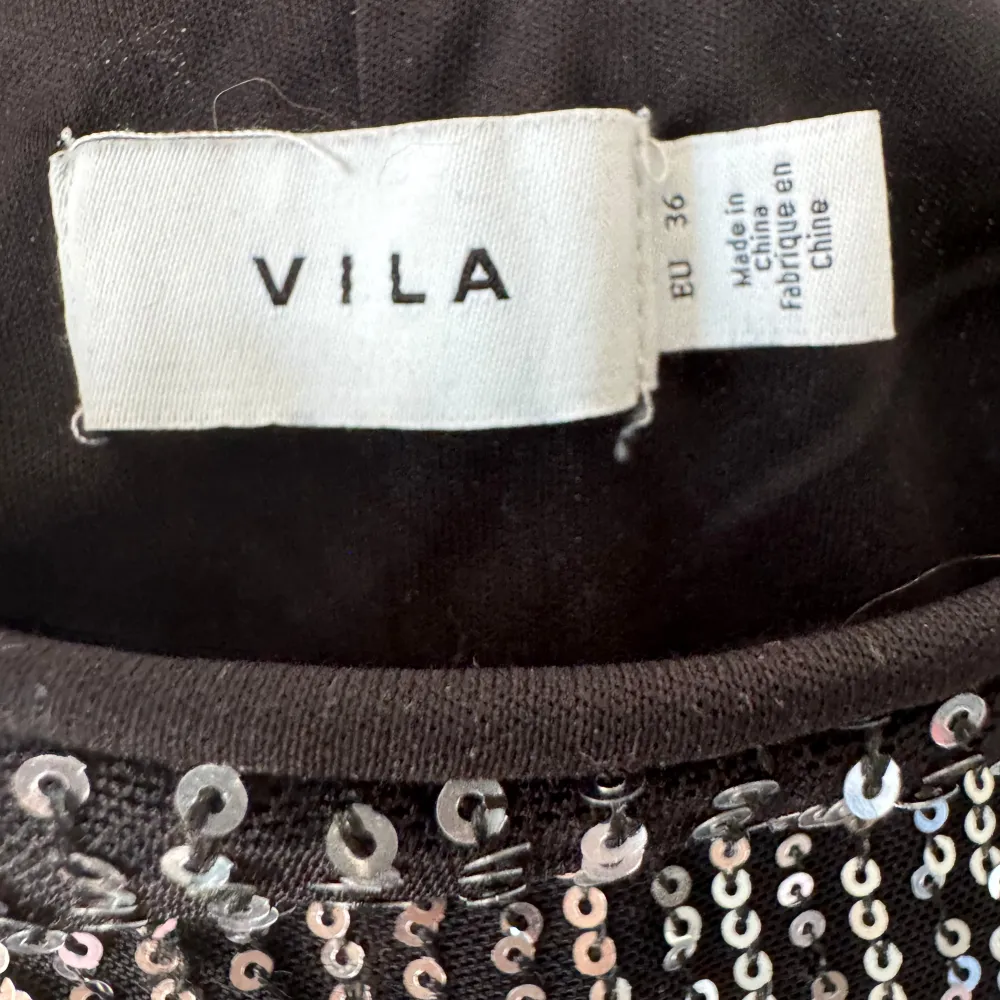 VILA
EU 36
Made in
China
Fabriqué en
Chine